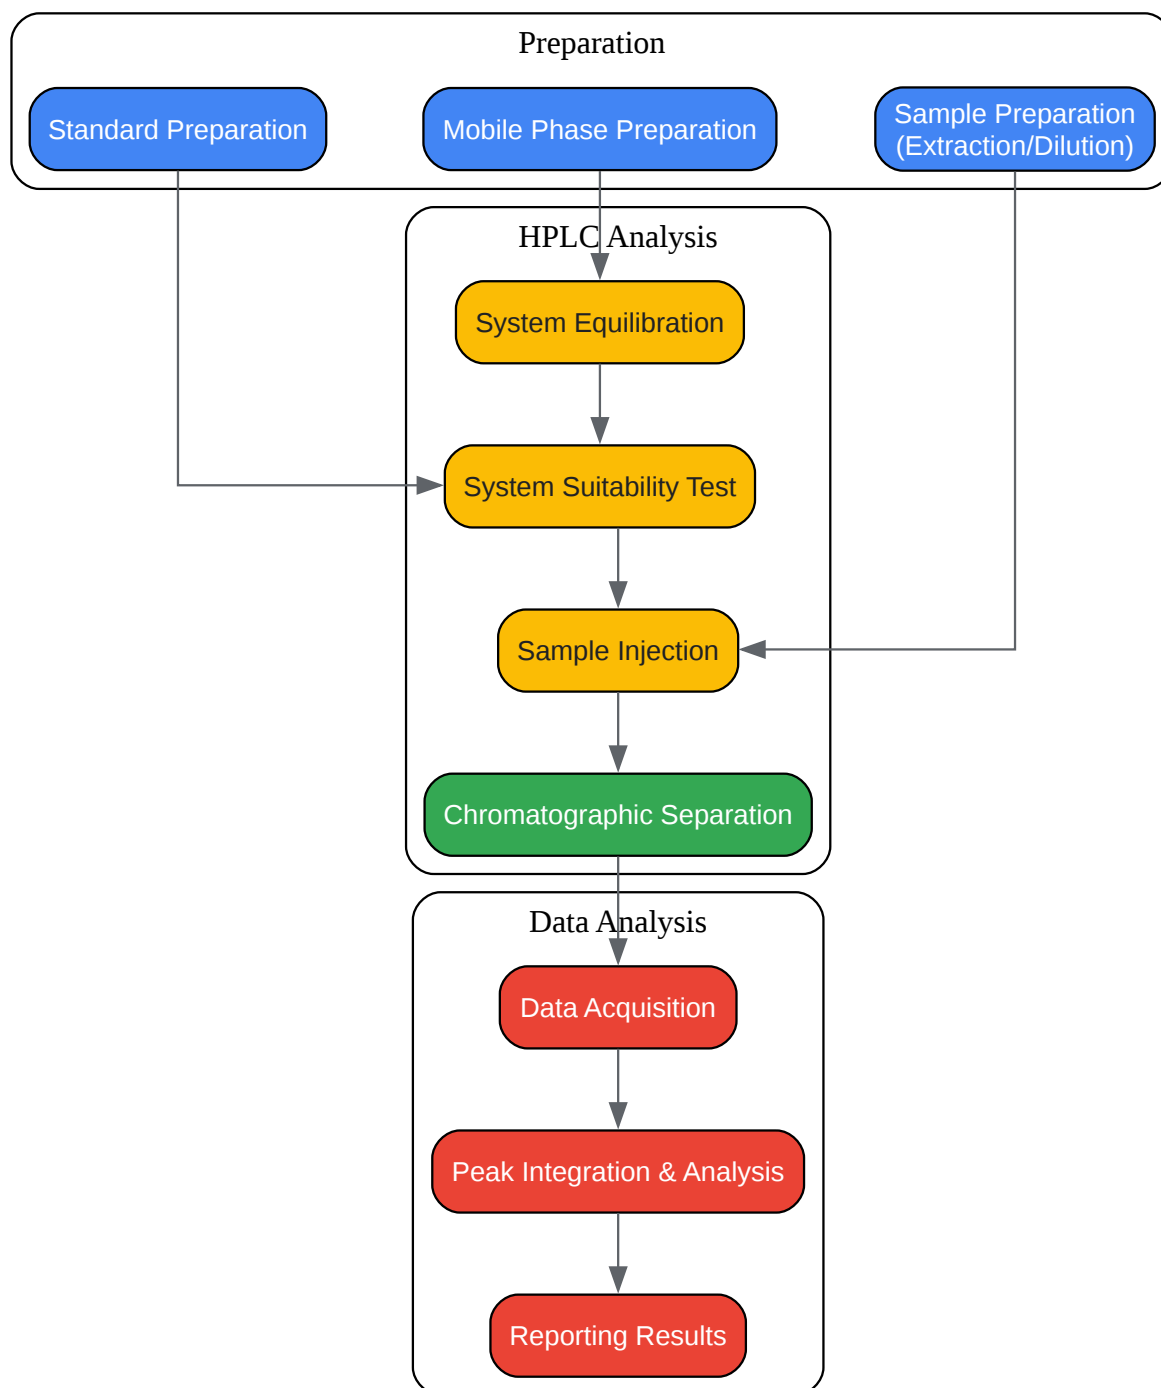 Preparation
Standard Preparation
Mobile Phase Preparation
Sample Preparation
(Extraction/Dilution)
HPLC Analysis
System Equilibration
System Suitability Test
Sample Injection
Chromatographic Separation
Data Analysis
Data Acquisition
Peak Integration & Analysis
Reporting Results